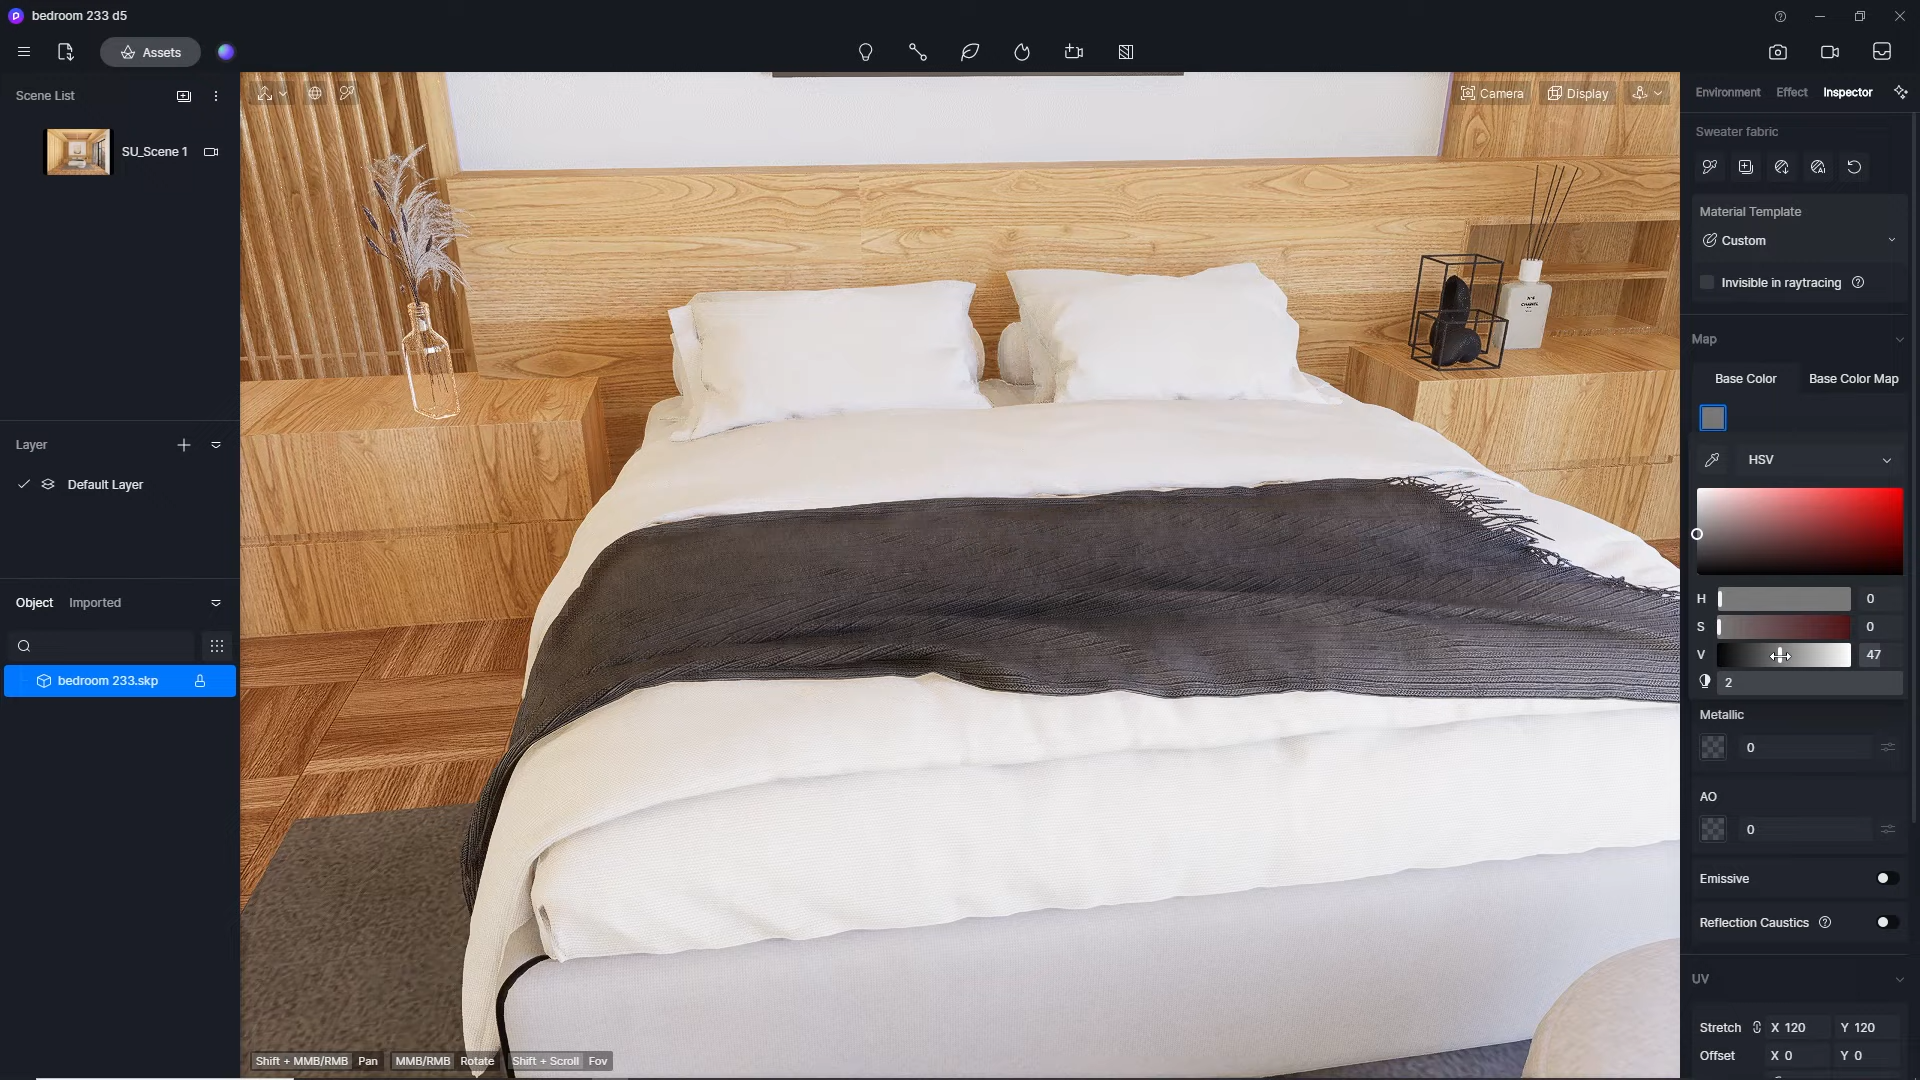 bedroom 233 d5
Assets
Scene List
SU_Scene 1
Layer
Default Layer
Object
Imported
bedroom 233.skp
Camera
Display
Shift + MMB/RMB
Pan
MMB/RMB
Rotate
Shift + Scroll
Fov
Environment
Effect
Inspector
Sweater fabric
Material Template
Custom
Invisible in raytracing
Map
Base Color
Base Color Map
HSV
H
0
S
0
V
47
2
Metallic
0
AO
0
Emissive
Reflection Caustics
UV
Stretch
X 120
Y 120
Offset
X 0
Y 0